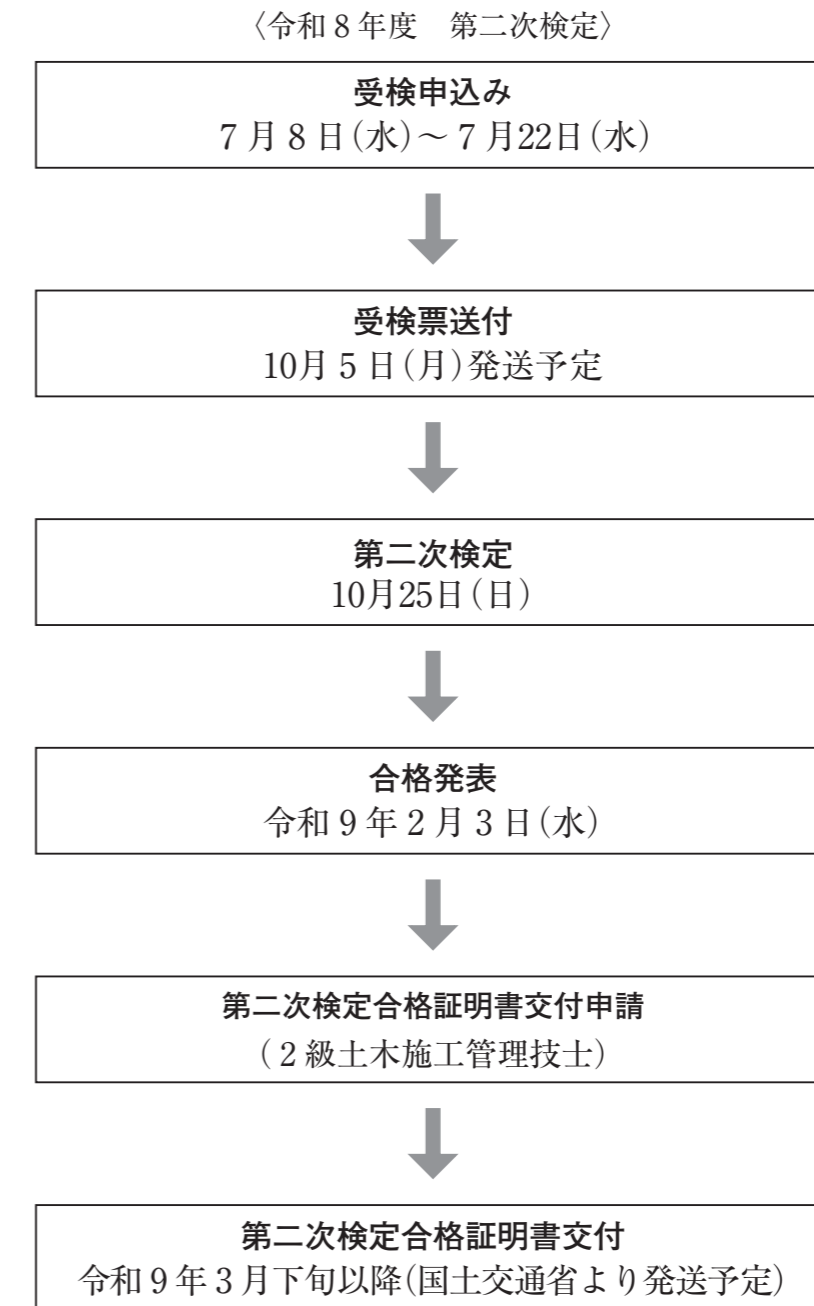 〈令和8年度　第二次検定〉
受検申込み
7月8日(水)～7月22日(水)
受検票送付
10月5日(月)発送予定
第二次検定
10月25日(日)
合格発表
令和9年2月3日(水)
第二次検定合格証明書交付申請
(2級土木施工管理技士)
第二次検定合格証明書交付
令和9年3月下旬以降(国土交通省より発送予定)